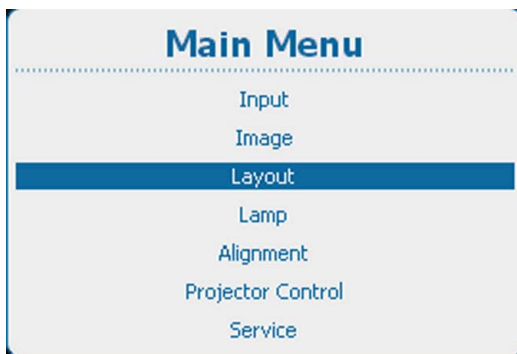 Main Menu
Input
Image
Layout
Lamp
Alignment
Projector Control
Service